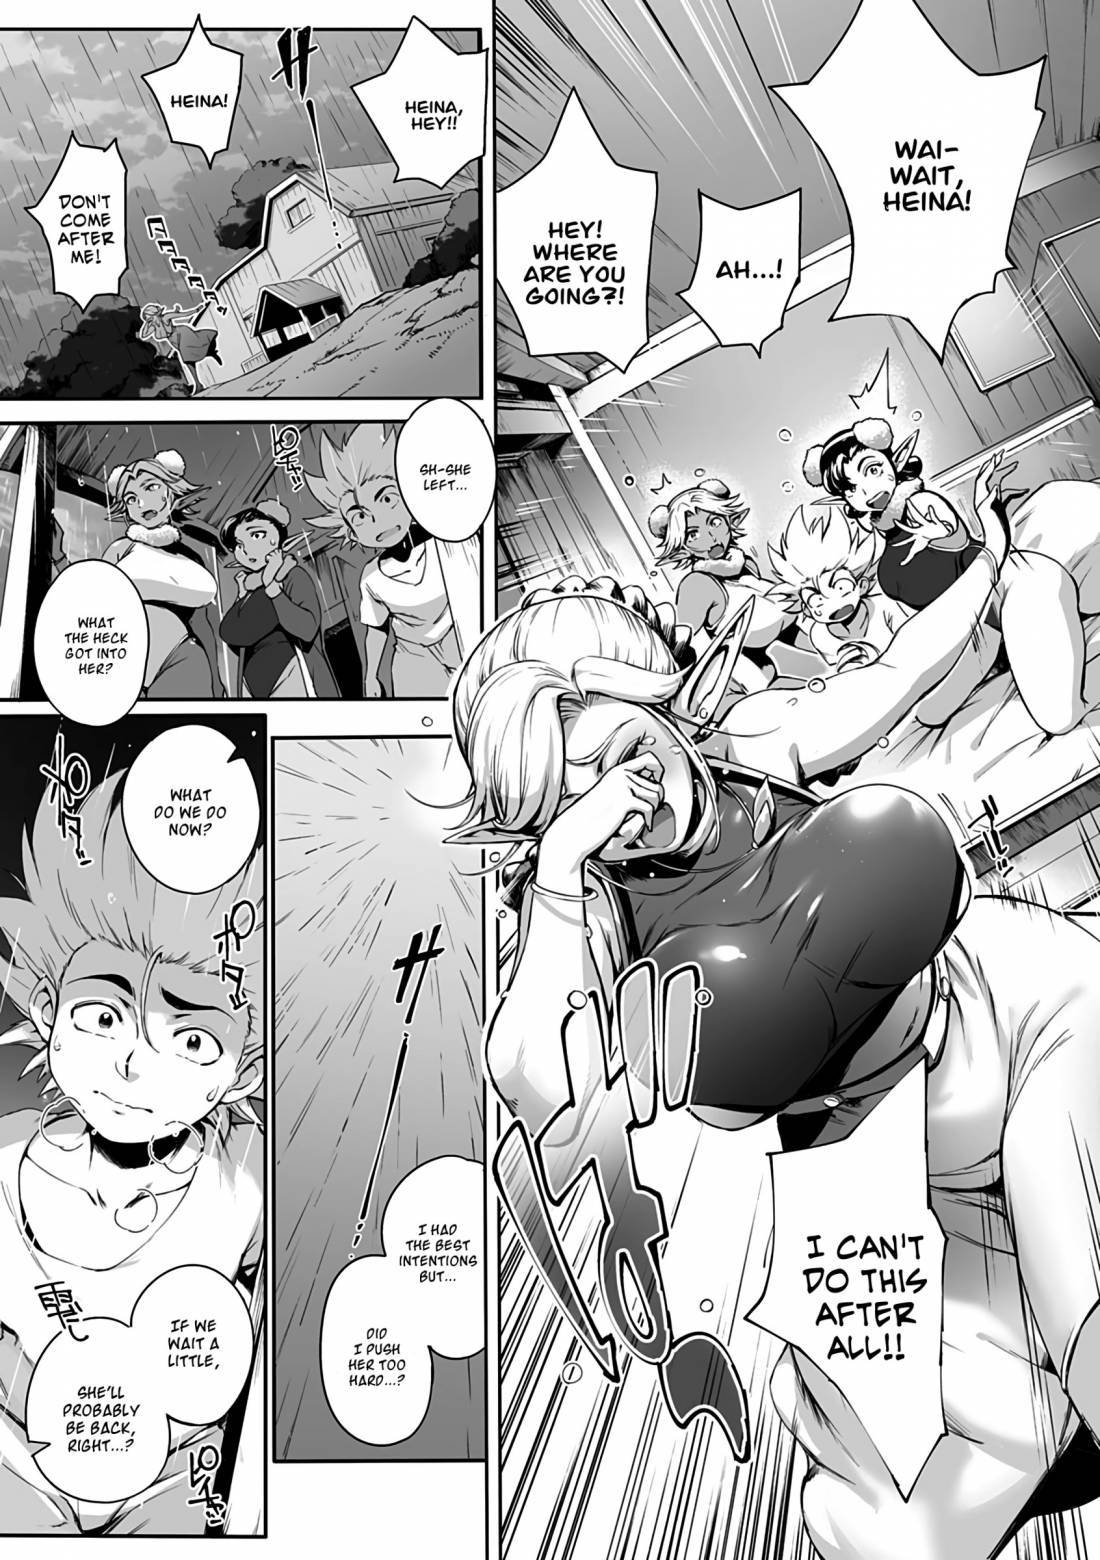 WAI-
WAIT,
HEINA!
AH...!
HEY!
WHERE
ARE YOU
GOING?!
I CAN'T
DO THIS
AFTER
ALL!!
HEINA,
HEY!!
HEINA!
DON'T
COME
AFTER
ME!
SH-SHE
LEFT...
WHAT
THE HECK
GOT INTO
HER?
I HAD
THE BEST
INTENTIONS
BUT...
DID
I PUSH
HER TOO
HARD...?
WHAT
DO WE DO
NOW?
IF WE
WAIT A
LITTLE,
SHE'LL
PROBABLY
BE BACK,
RIGHT...?